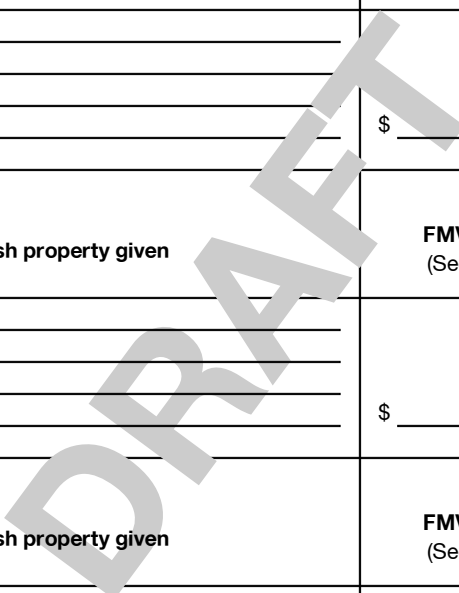 $
sh property given
FMV
(Se
$
sh property given
FMV
(Se
DRAFT